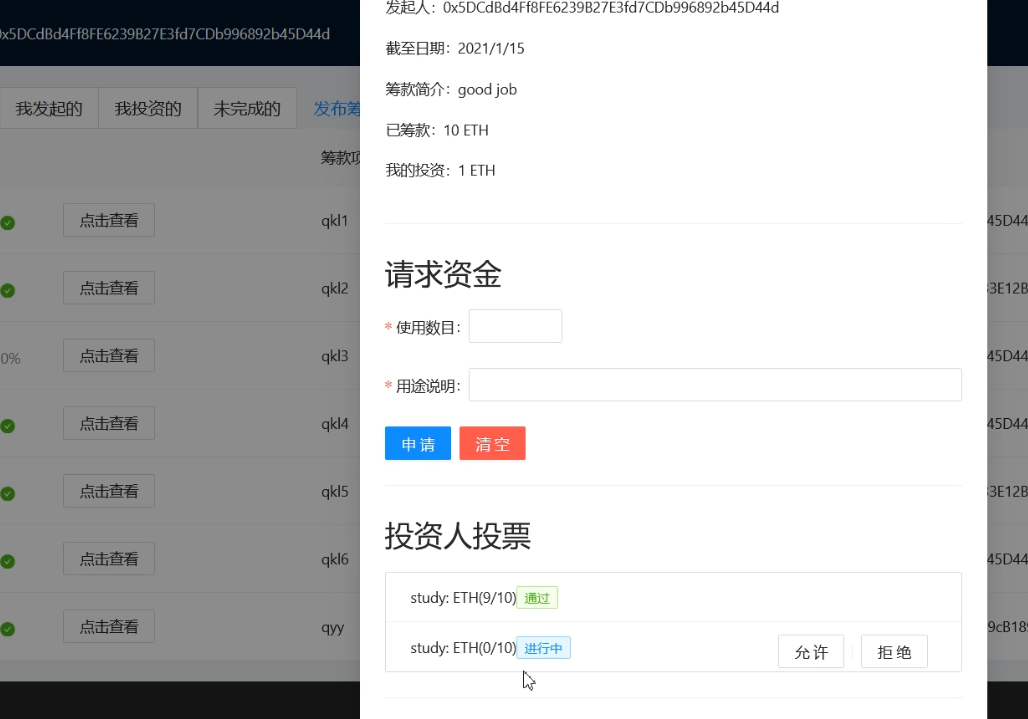 0x5DCdBd4Ff8FE6239B27E3fd7CDb996892b45D44d
我发起的 我投资的 未完成的 发布筹
筹款项
点击查看 qkl1 45D44
点击查看 qkl2 3E12B
0% 点击查看 qkl3 45D44
点击查看 qkl4 45D44
点击查看 qkl5 3E12B
点击查看 qkl6 45D44
点击查看 qyy 9cB189
发起人：0x5DCdBd4Ff8FE6239B27E3fd7CDb996892b45D44d
截至日期：2021/1/15
筹款简介：good job
已筹款：10 ETH
我的投资：1 ETH
请求资金
* 使用数目：
* 用途说明：
申 请 清 空
投资人投票
study: ETH(9/10) 通过
study: ETH(0/10) 进行中 允 许 拒 绝